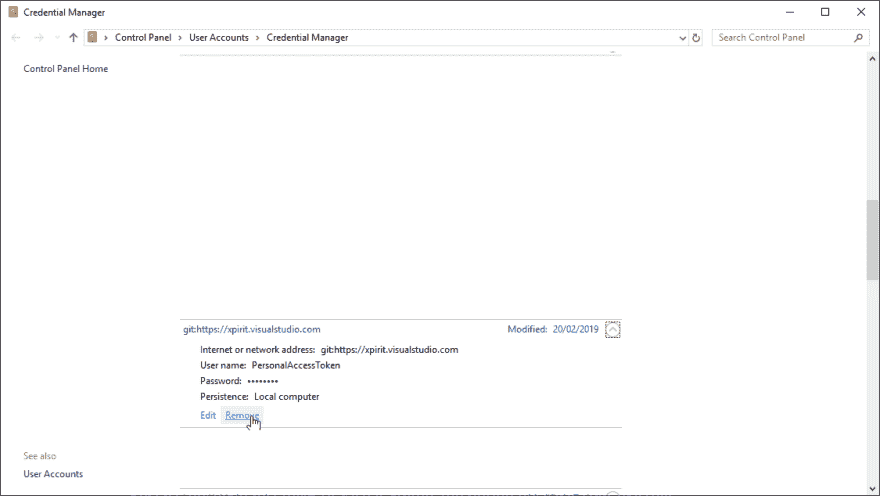 Credential Manager
Control Panel > User Accounts > Credential Manager
Search Control Panel
Control Panel Home
git:https://xpirit.visualstudio.com Modified: 20/02/2019
Internet or network address: git:https://xpirit.visualstudio.com
User name: PersonalAccessToken
Password: ••••••••
Persistence: Local computer
Edit Remove
See also
User Accounts